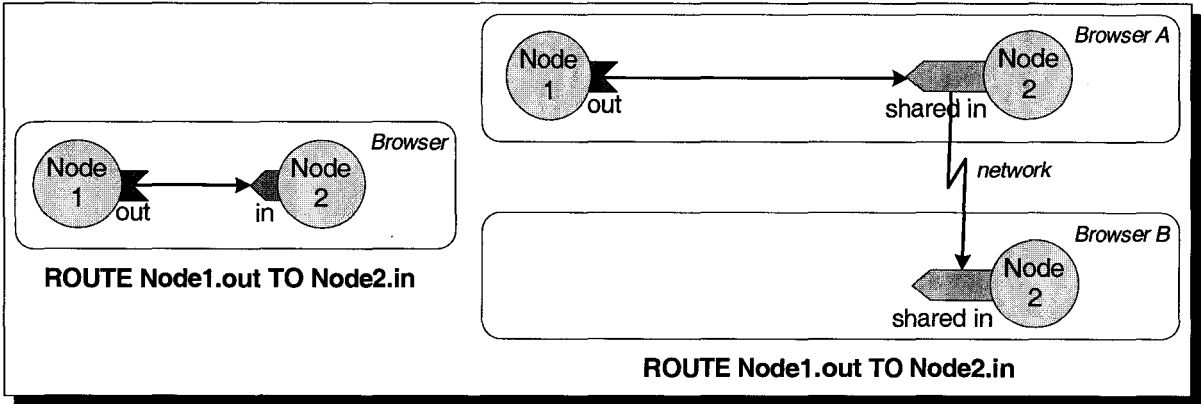 Browser
Node
1
out
in
Node
2
ROUTE Node1.out TO Node2.in
Browser A
Node
1
out
shared in
Node
2
network
Browser B
Node
2
shared in
ROUTE Node1.out TO Node2.in